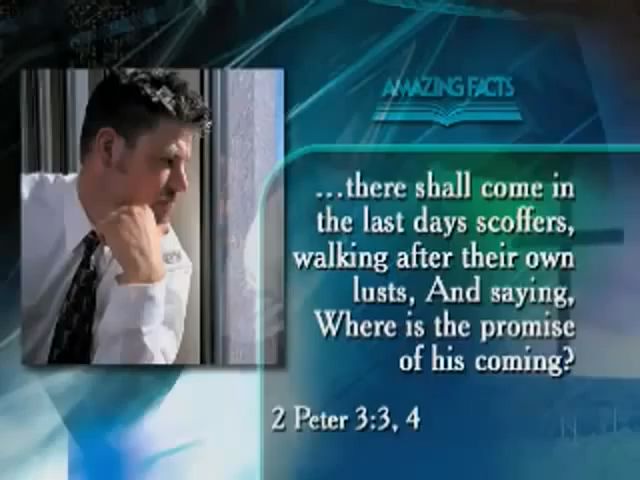 AMAZING FACTS
...there shall come in
the last days scoffers,
walking after their own
lusts, And saying,
Where is the promise
of his coming?
2 Peter 3:3, 4